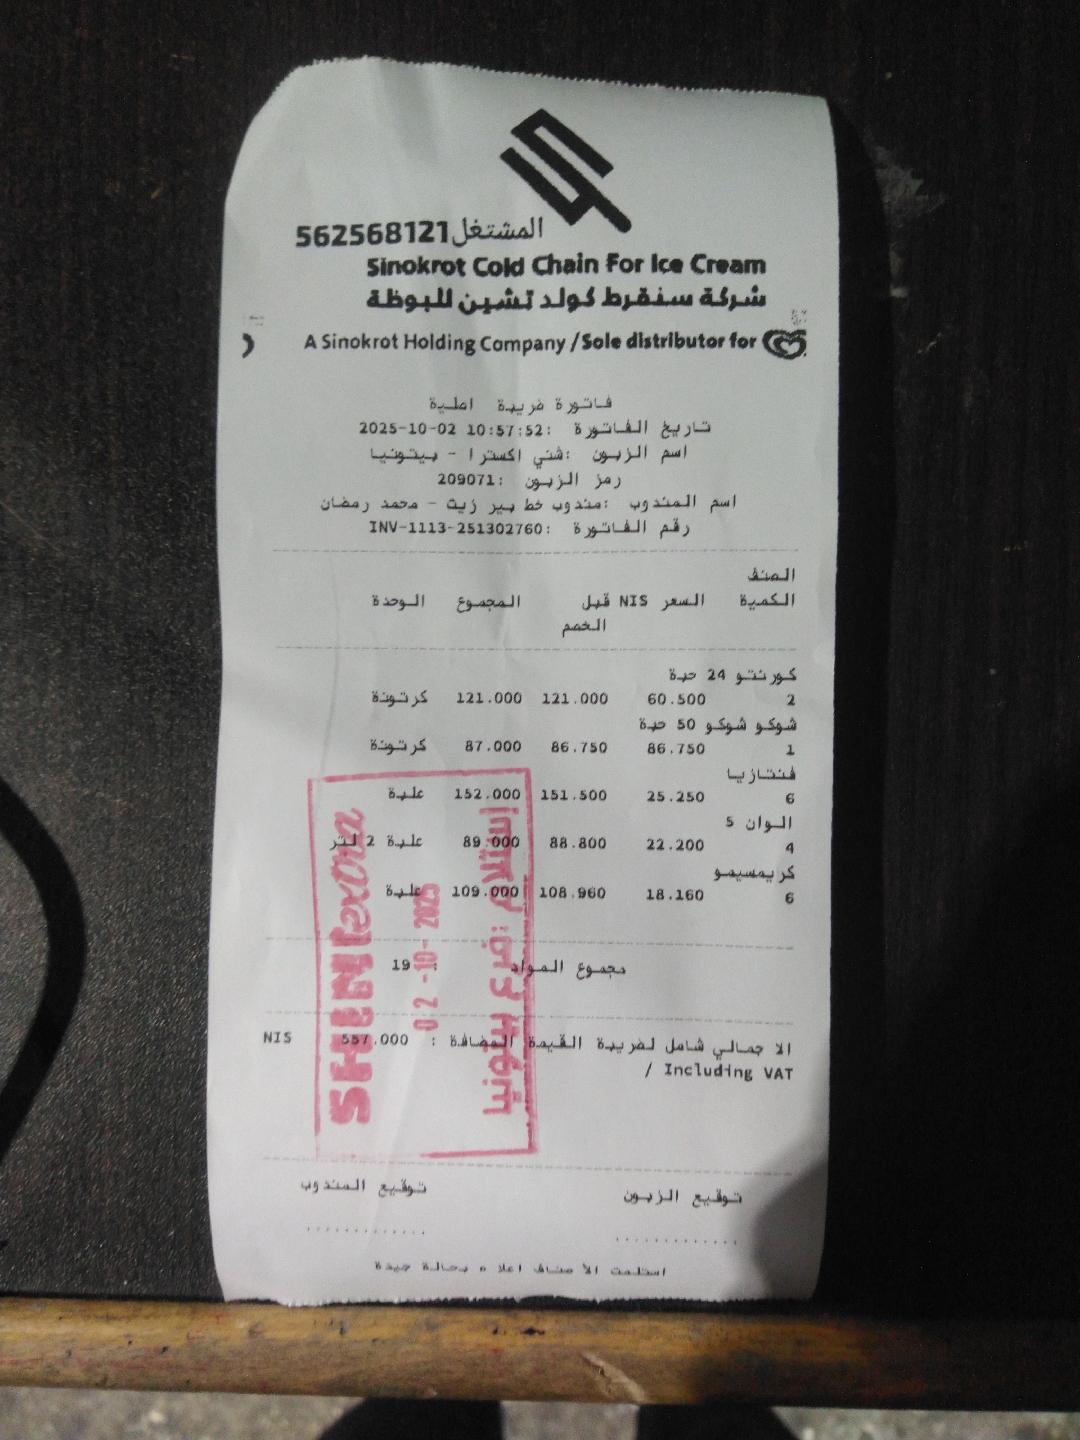 المشتغل562568121
Sinokrot Cold Chain For Ice Cream
شركة سنقرط كولد تشين للبوظة
A Sinokrot Holding Company /Sole distributor for
فاتورة ضريبة اصلية
تاريخ الفاتورة :2025-10-02 10:57:52
اسم الزبون :شني اكسترا - بيتونيا
رمز الزبون :209071
اسم المندوب :مندوب خط بير زيت - محمد رمضان
رقم الفاتورة :INV-1113-251302760
الصنف
الكمية السعر NIS قبل الخصم المجموع الوحدة
كورنتو 24 حبة
2 60.500 121.000 121.000 كرتونة
شوكو شوكو 50 حبة
1 86.750 86.750 87.000 كرتونة
فنتازيا
6 25.250 151.500 152.000 علبة
الوان 5
4 22.200 88.800 89.000 علبة 2 لتر
كريمسيمو
6 18.160 108.960 109.000 علبة
مجموع المواد : 19
الاجمالي شامل لضريبة القيمة المضافة : 557.000 NIS
/ Including VAT
توقيع الزبون توقيع المندوب
............. .............
استلمت الاصناف اعلاه بحالة جيدة
SHINI extra
02-10-2025
إستلام :فرع بيتونيا